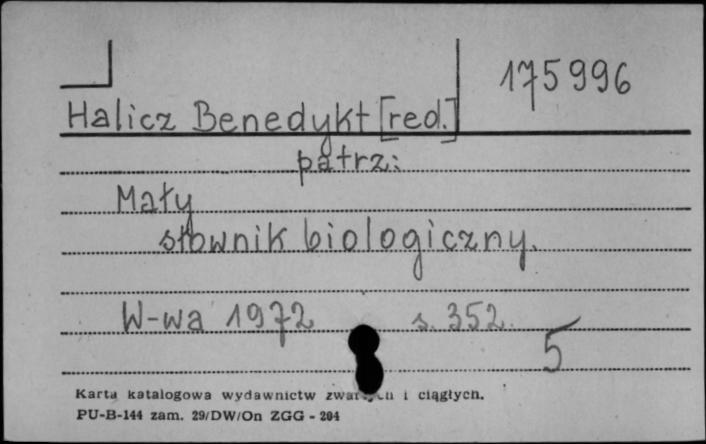 175996
Halicz Benedykt [red.]
patrz:
Mały
słownik biologiczny.
W-wa 1972 s. 352.
5
Karta katalogowa wydawnictw i ciągłych.
PU-B-144 zam. 29/DW/On ZGG - 204